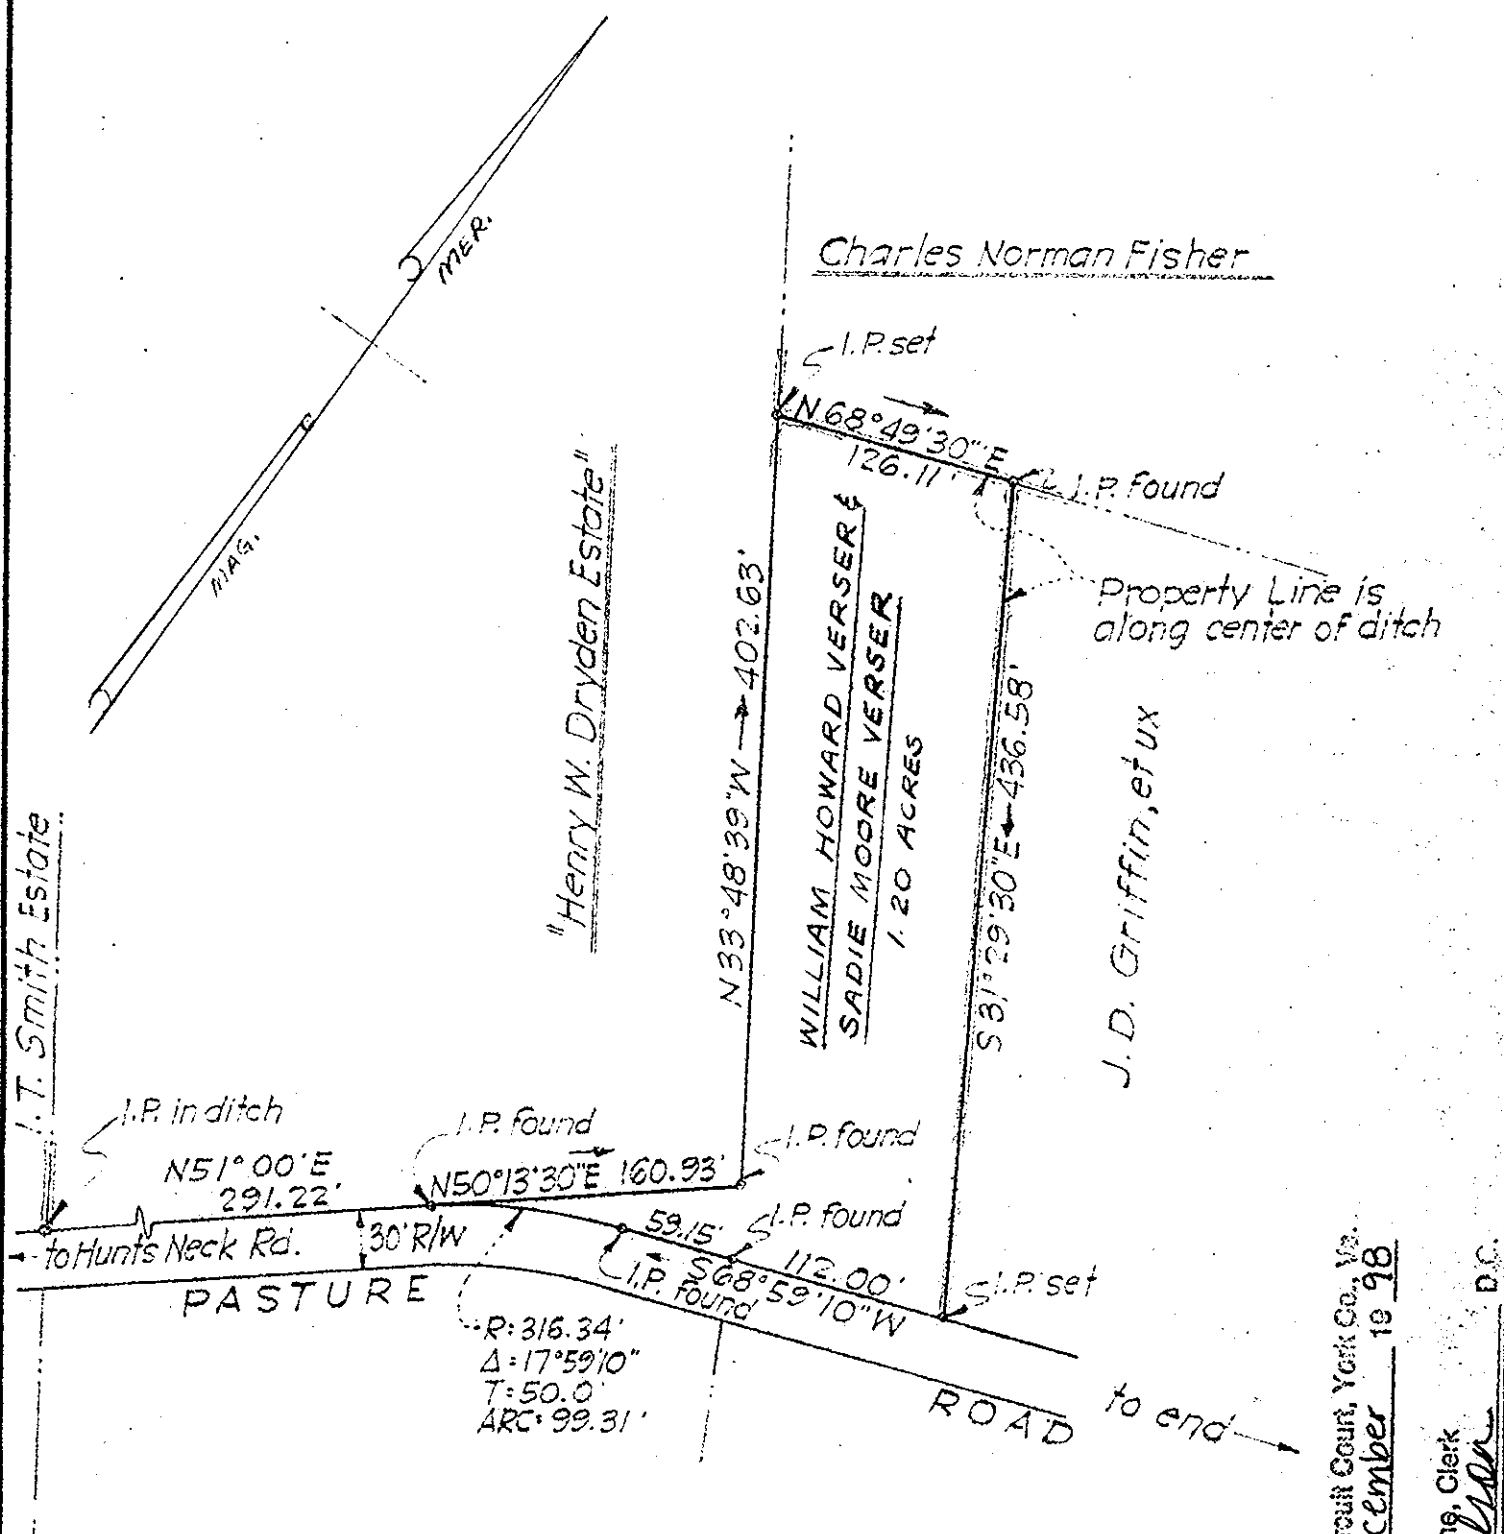 MER.
MAG.
Charles Norman Fisher
I.P. set
N 68°49'30" E
126.11'
I.P. found
Property Line is
along center of ditch
"Henry W. Dryden Estate"
N33°48'39"W 402.63'
WILLIAM HOWARD VERSER &
SADIE MOORE VERSER
1.20 ACRES
S31°29'30"E 436.58'
J.D. Griffin, et ux
I.T. Smith Estate
I.P. in ditch
N51°00'E
291.22'
I.P. found
N50°13'30"E 160.93'
I.P. found
to Hunts Neck Rd.
30' R/W
59.15'
I.P. found
112.00'
S68°59'10"W
I.P. found
I.P. set
PASTURE
ROAD
to end
R=316.34'
Δ=17°59'10"
T=50.0'
ARC=99.31'
Court, York Co., Va.
19 98
Clerk
D.C.